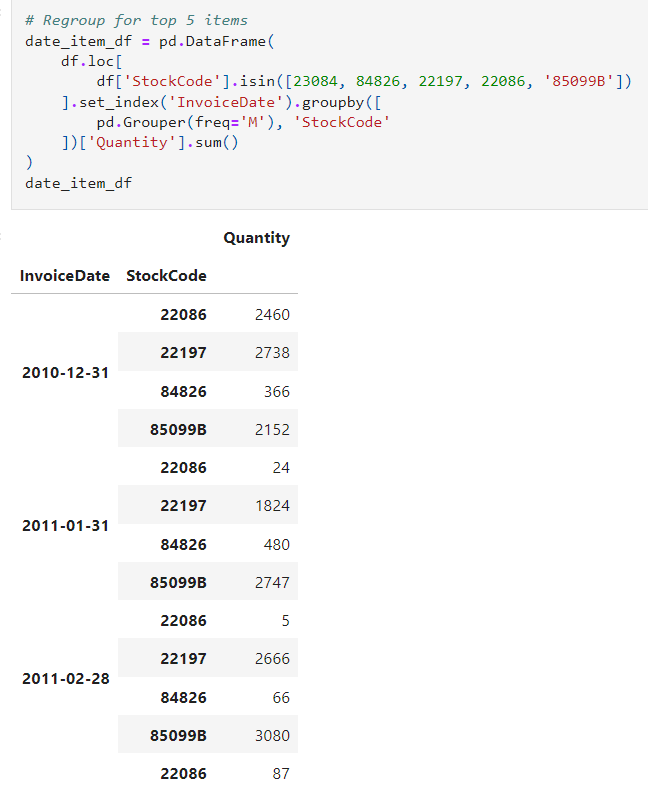 # Regroup for top 5 items
date_item_df = pd.DataFrame(
    df.loc[
        df['StockCode'].isin([23084, 84826, 22197, 22086, '85099B'])
    ].set_index('InvoiceDate').groupby([
        pd.Grouper(freq='M'), 'StockCode'
    ])['Quantity'].sum()
)
date_item_df
Quantity
InvoiceDate StockCode
22086 2460
22197 2738
2010-12-31
84826 366
85099B 2152
22086 24
22197 1824
2011-01-31
84826 480
85099B 2747
22086 5
22197 2666
2011-02-28
84826 66
85099B 3080
22086 87